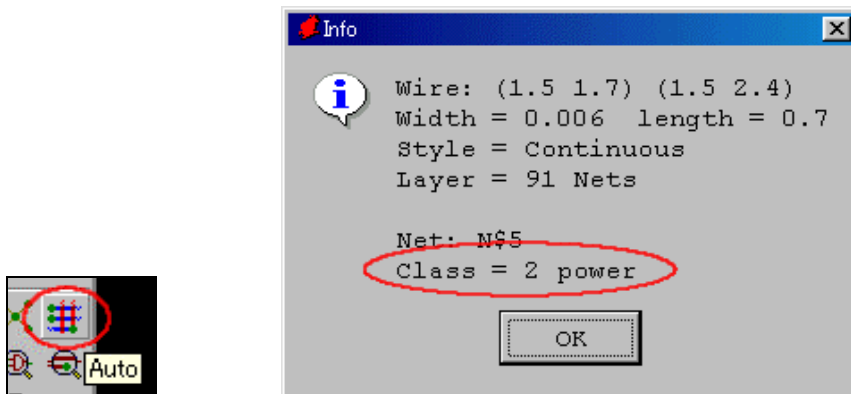 Info
Wire: (1.5 1.7) (1.5 2.4)
Width = 0.006 length = 0.7
Style = Continuous
Layer = 91 Nets
Net: N$5
Class = 2 power
OK
Auto